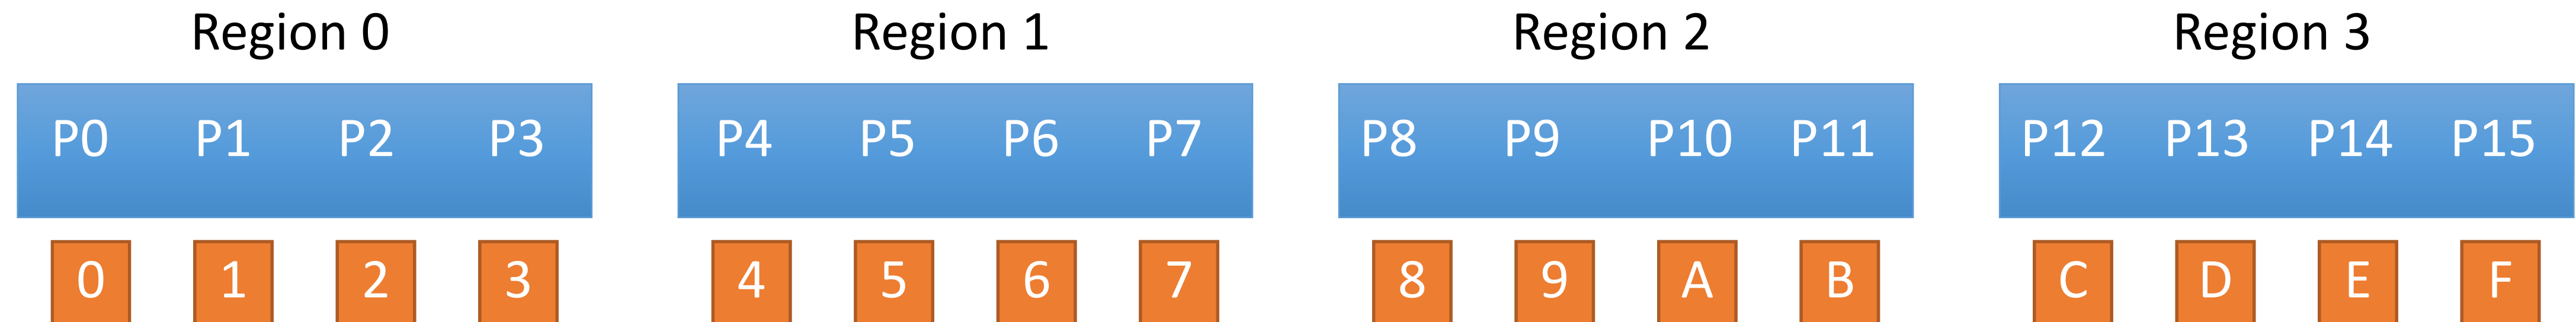 Region 0 Region 1 Region 2 Region 3
P0 P1 P2 P3 P4 P5 P6 P7 P8 P9 P10 P11 P12 P13 P14 P15
0 1 2 3 4 5 6 7 8 9 A B C D E F